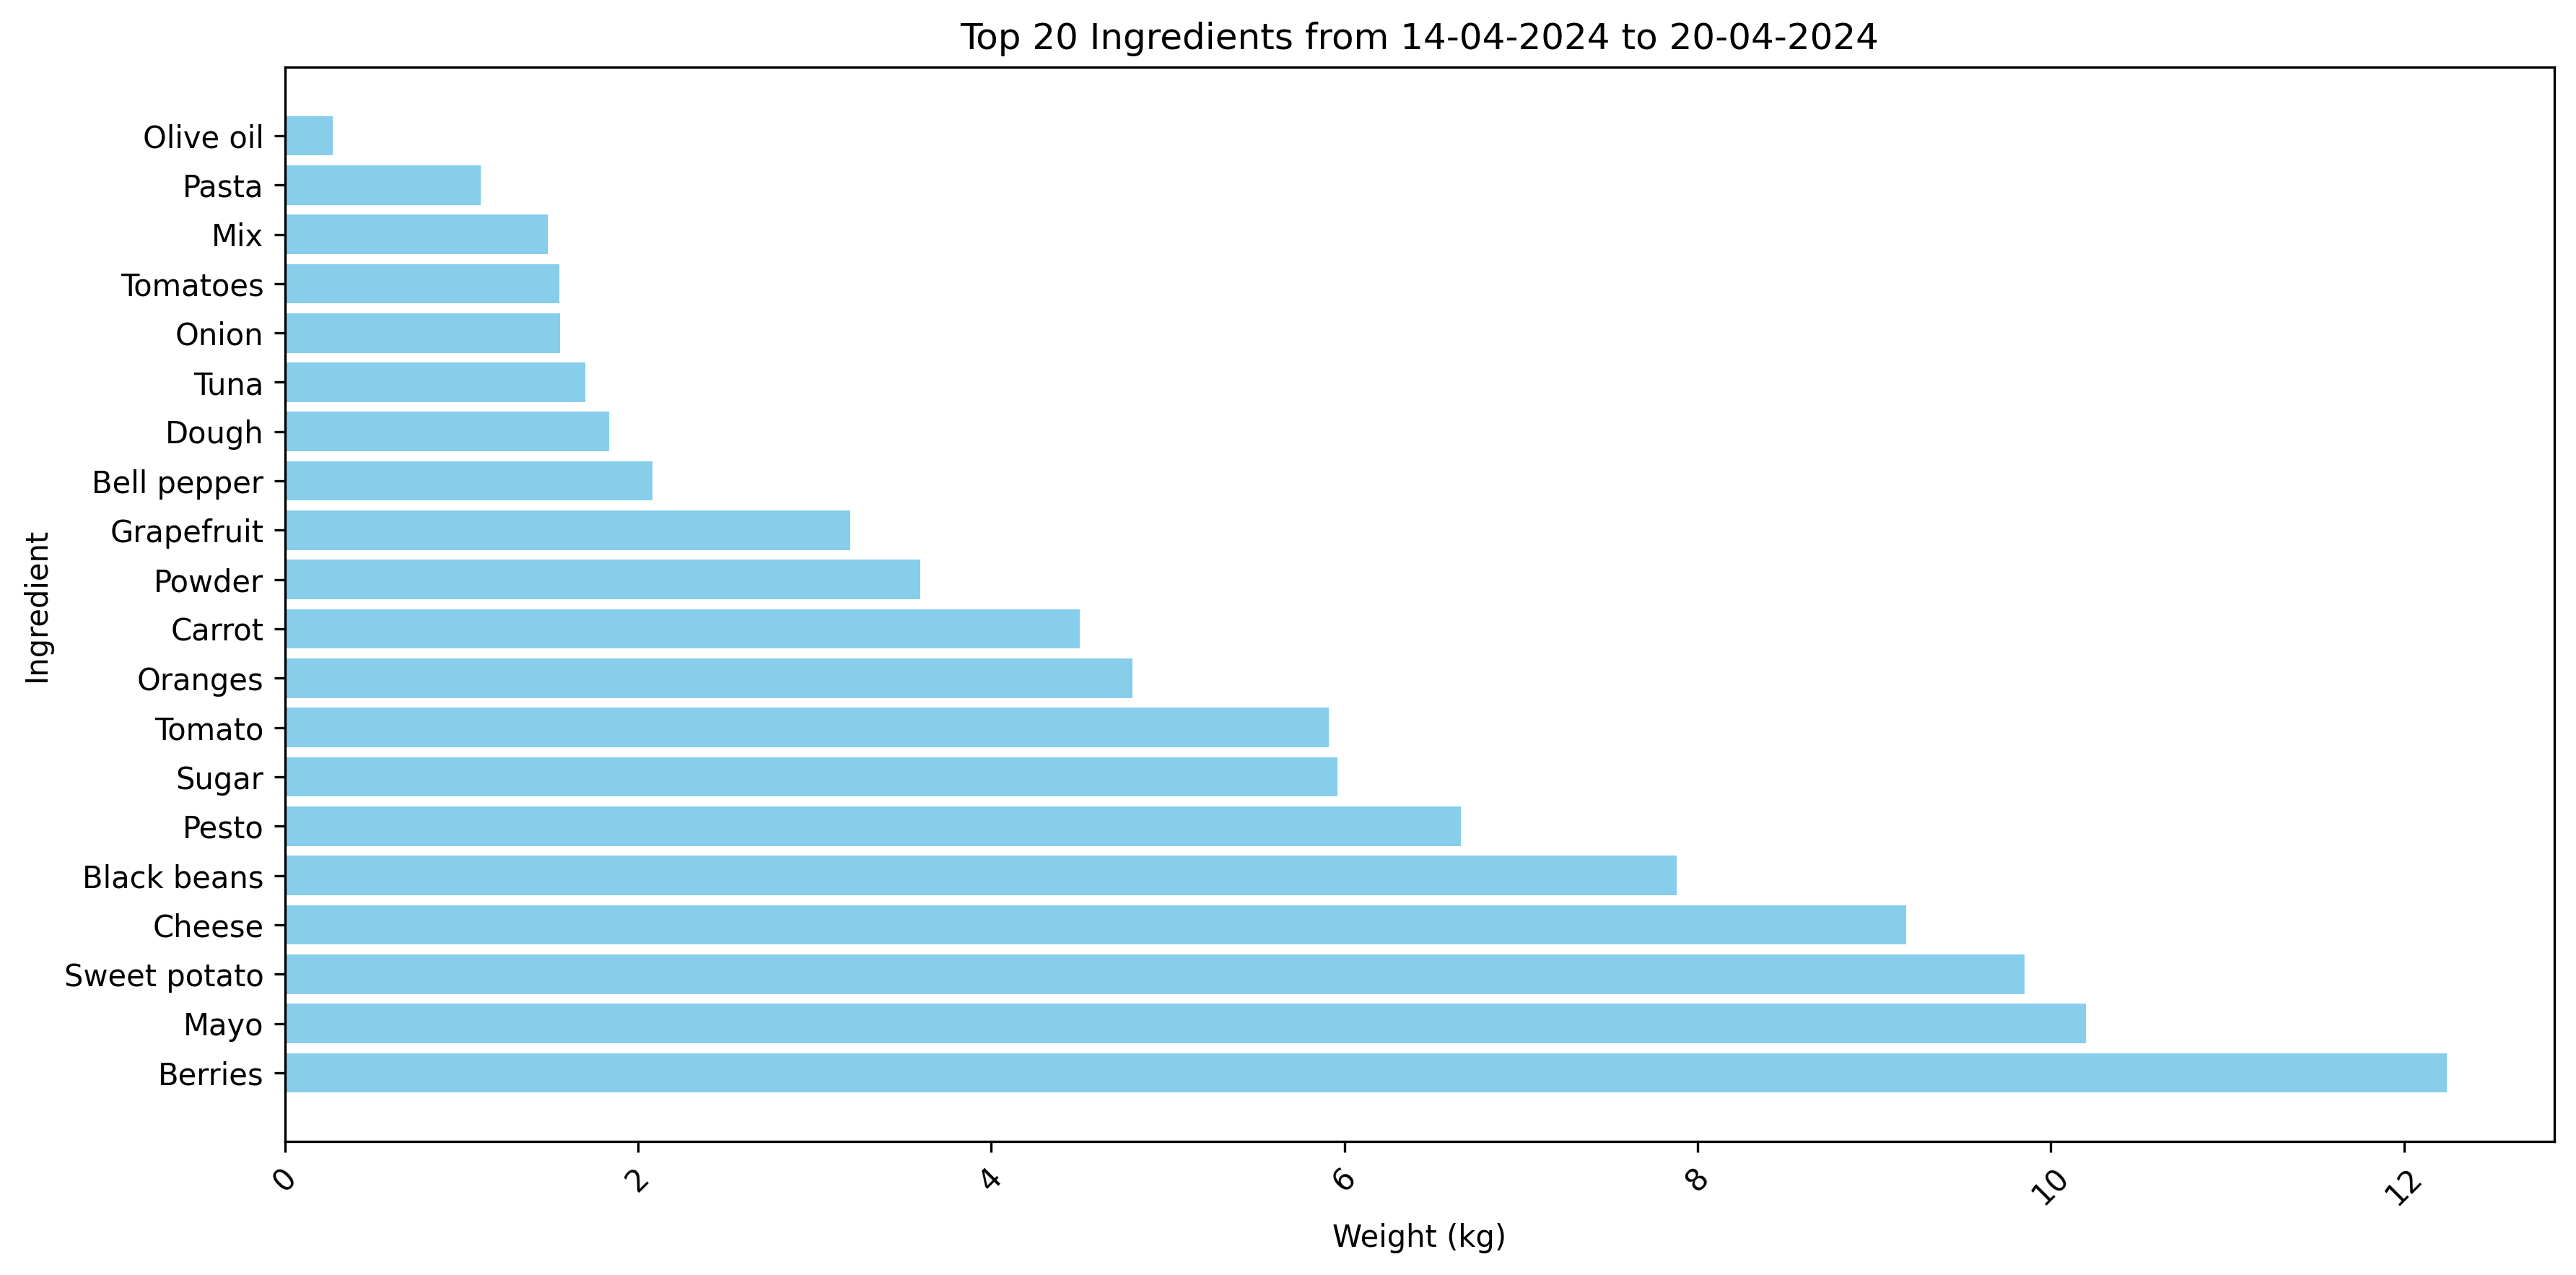 Top 20 Ingredients from 14-04-2024 to 20-04-2024
Ingredient
Olive oil
Pasta
Mix
Tomatoes
Onion
Tuna
Dough
Bell pepper
Grapefruit
Powder
Carrot
Oranges
Tomato
Sugar
Pesto
Black beans
Cheese
Sweet potato
Mayo
Berries
0 2 4 6 8 10 12
Weight (kg)